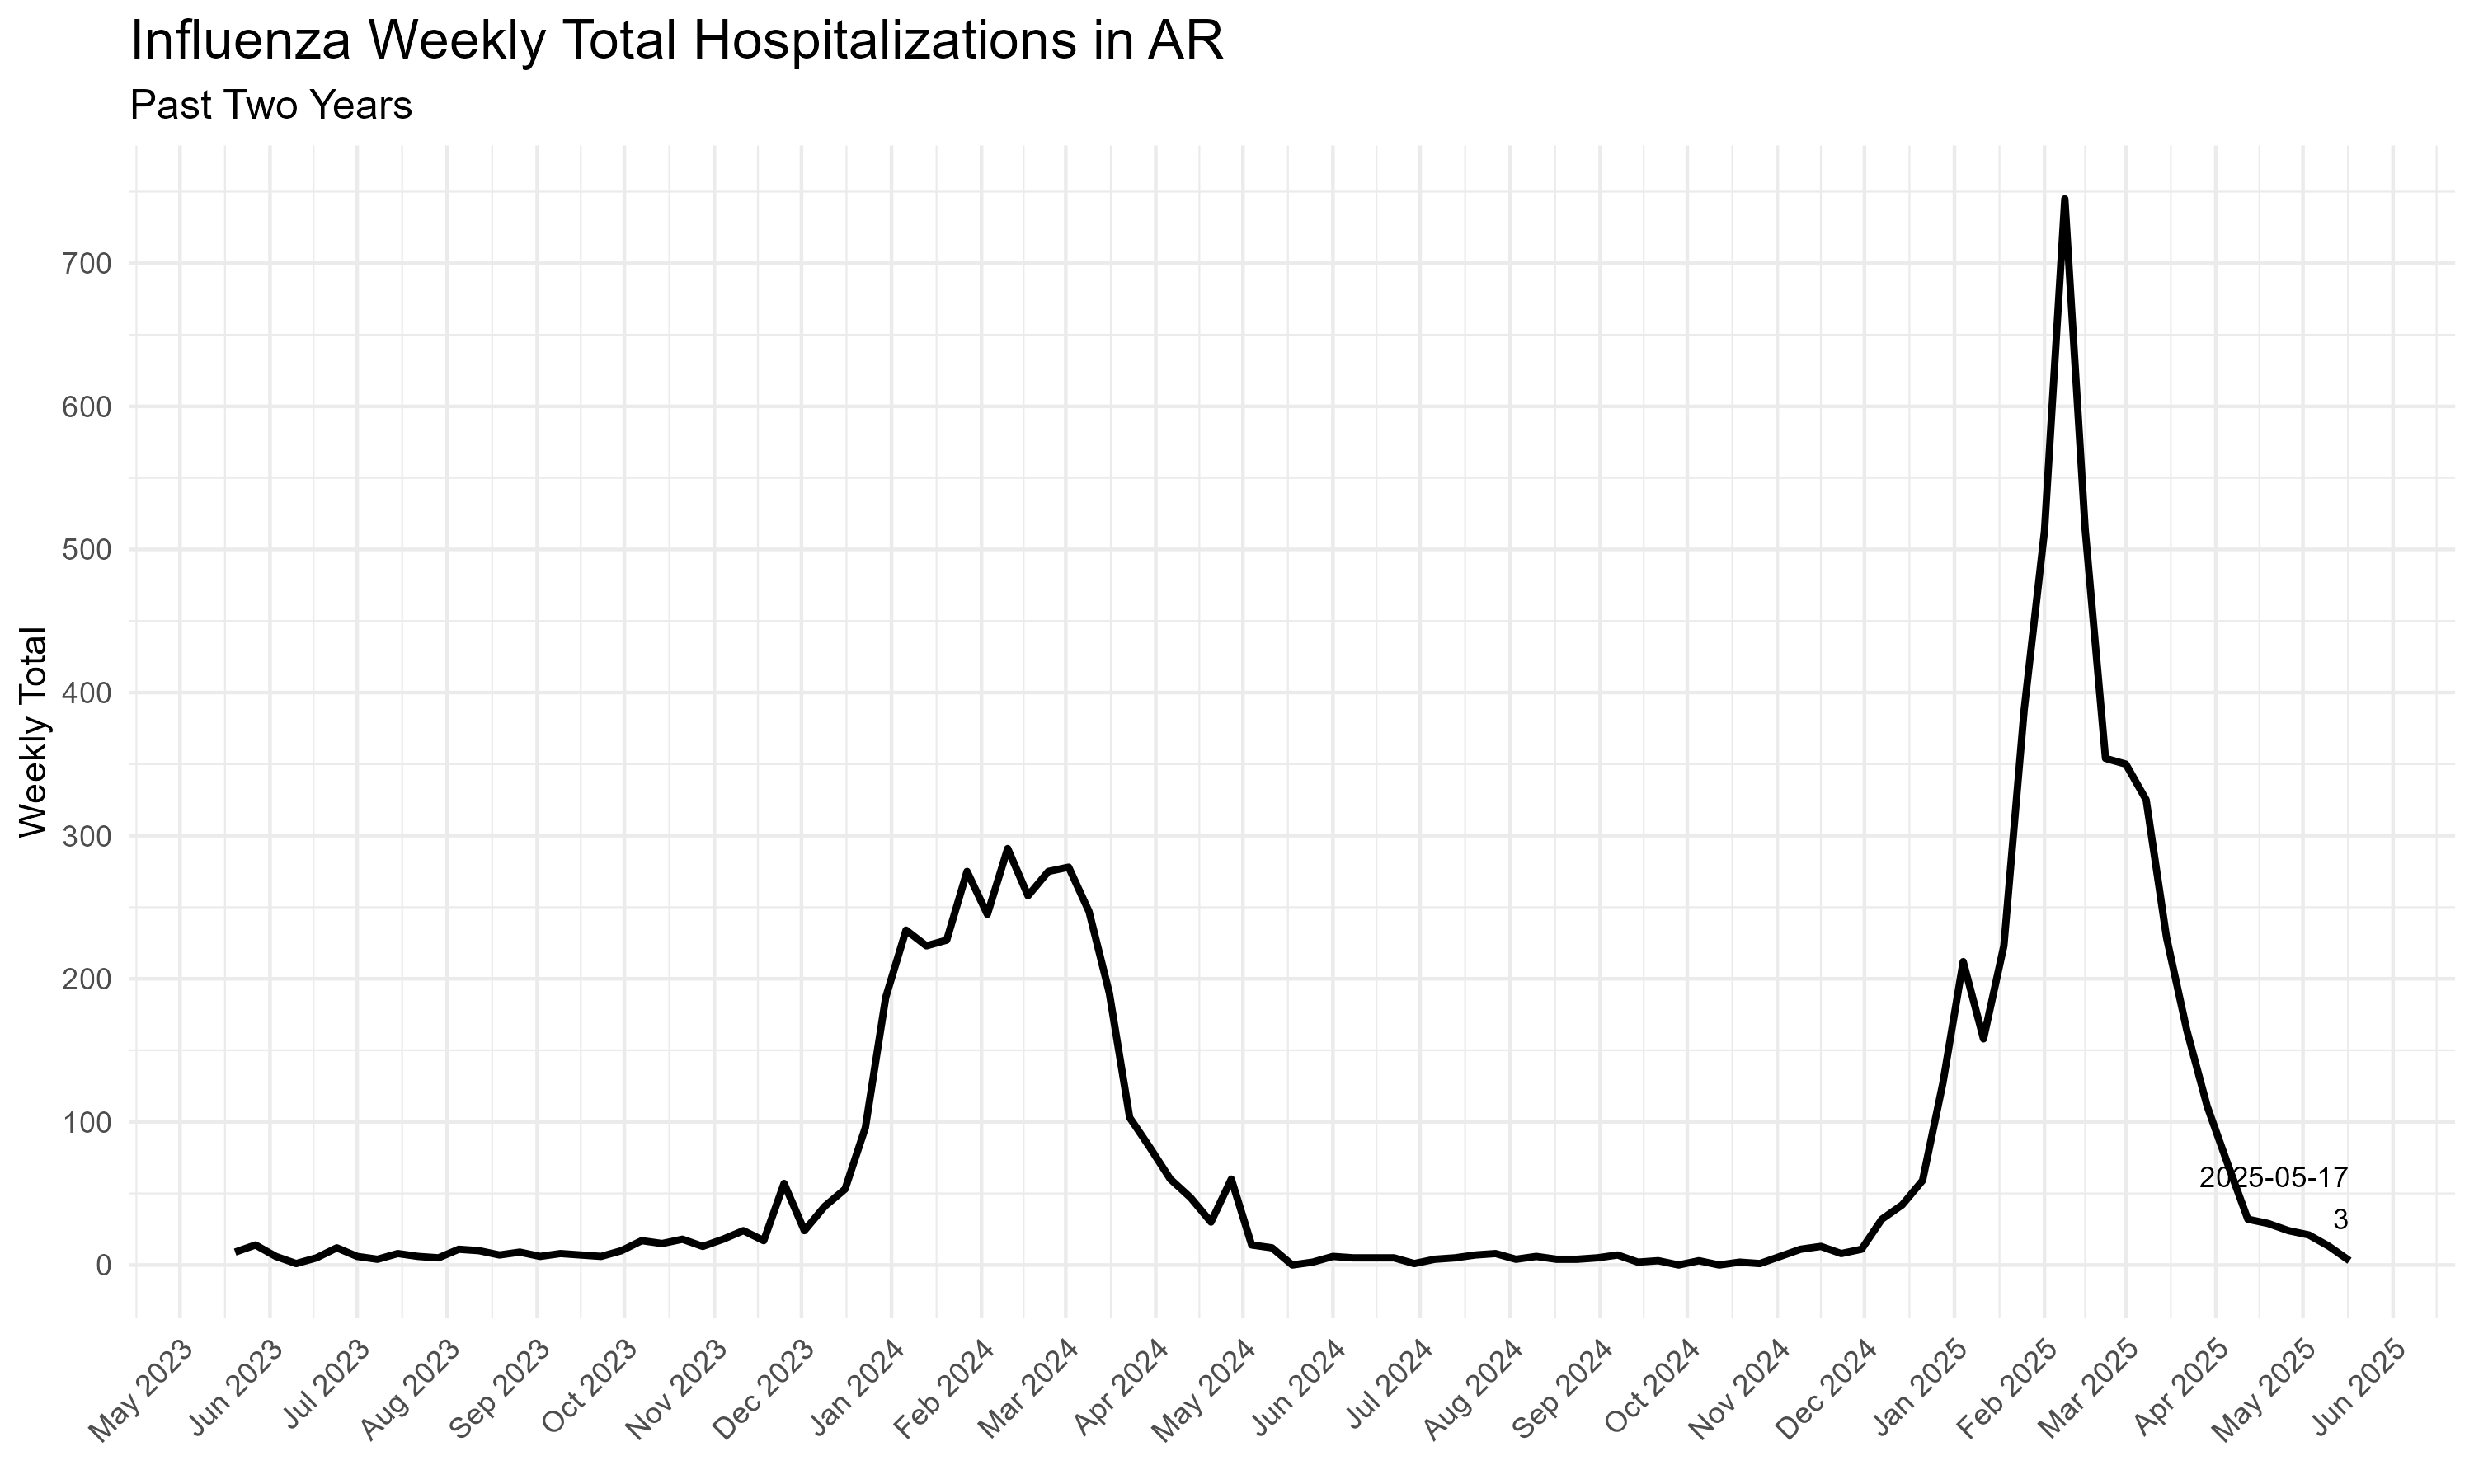 Influenza Weekly Total Hospitalizations in AR
Past Two Years
Weekly Total
700
600
500
400
300
200
100
0
2025-05-17
3
May 2023
Jun 2023
Jul 2023
Aug 2023
Sep 2023
Oct 2023
Nov 2023
Dec 2023
Jan 2024
Feb 2024
Mar 2024
Apr 2024
May 2024
Jun 2024
Jul 2024
Aug 2024
Sep 2024
Oct 2024
Nov 2024
Dec 2024
Jan 2025
Feb 2025
Mar 2025
Apr 2025
May 2025
Jun 2025